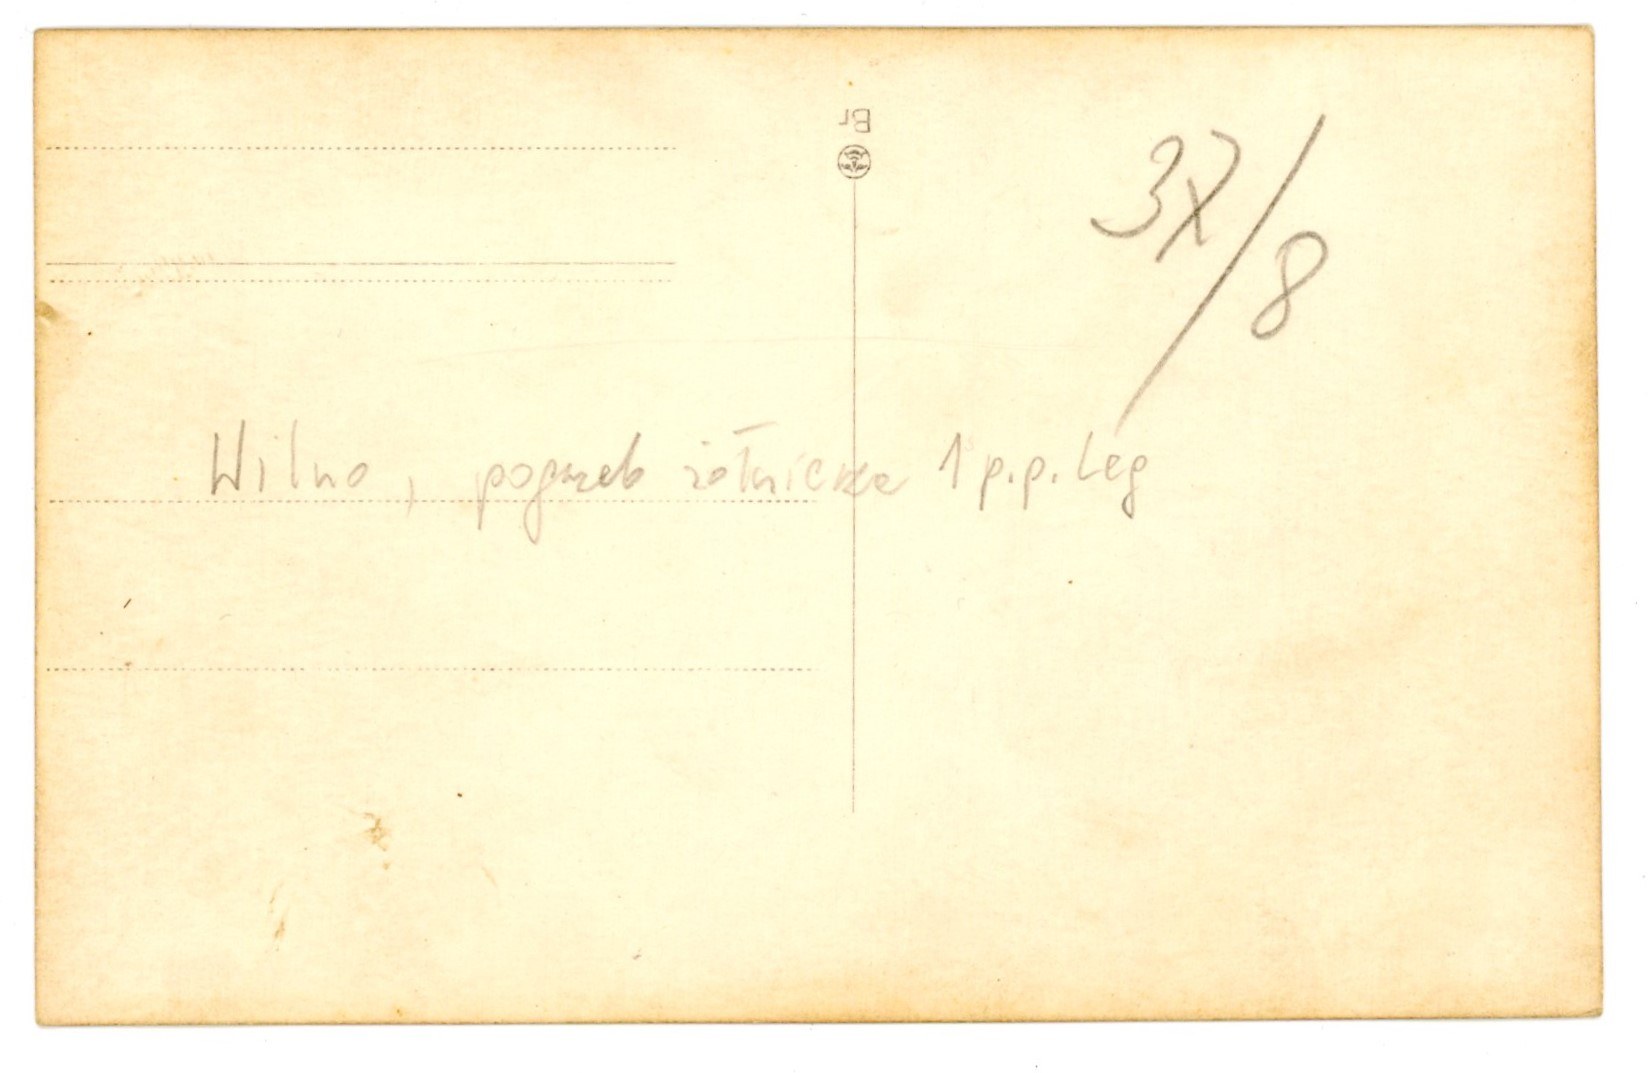 Br
37/8
Wilno, pogrzeb żołnierza 1 p.p. Leg